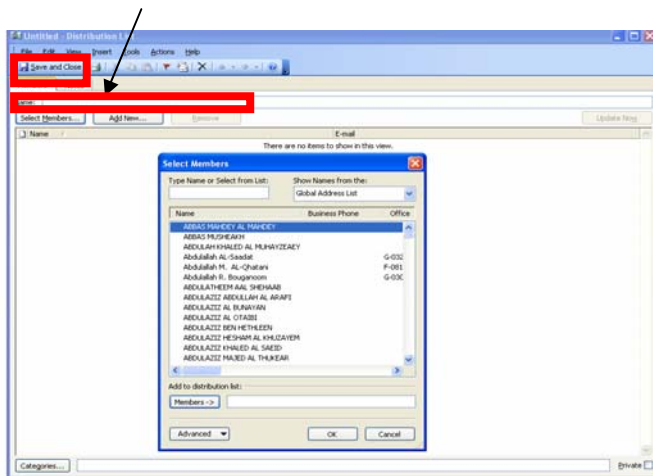 Untitled - Distribution List
File Edit View Insert Tools Actions Help
Save and Close
Name:
Select Members... Add New... Remove Update Now
Name E-mail
There are no items to show in this view.
Select Members
Type Name or Select from List: Show Names from the:
Global Address List
Name Business Phone Office
ABBAS MAHDEY AL MAHDEY
ABBAS MUSHEAKH
ABDULAH KHALED AL MUHAYZEAEY
Abdulallah AL-Saadat G-032
Abdulallah M. AL-Qhatani F-081
Abdulallah R. Bouganoom G-030
ABDULATHEEM AAL SHEHAAB
ABDULAZIZ ABDULLAH AL ARAFI
ABDULAZIZ AL BUNAYAN
ABDULAZIZ AL OTAIBI
ABDULAZIZ BEN HETHLEEN
ABDULAZIZ HESHAM AL KHUZAYEM
ABDULAZIZ KHALED AL SAEID
ABDULAZIZ MAJED AL THUKEAR
Add to distribution list:
Members ->
Advanced OK Cancel
Categories... Private